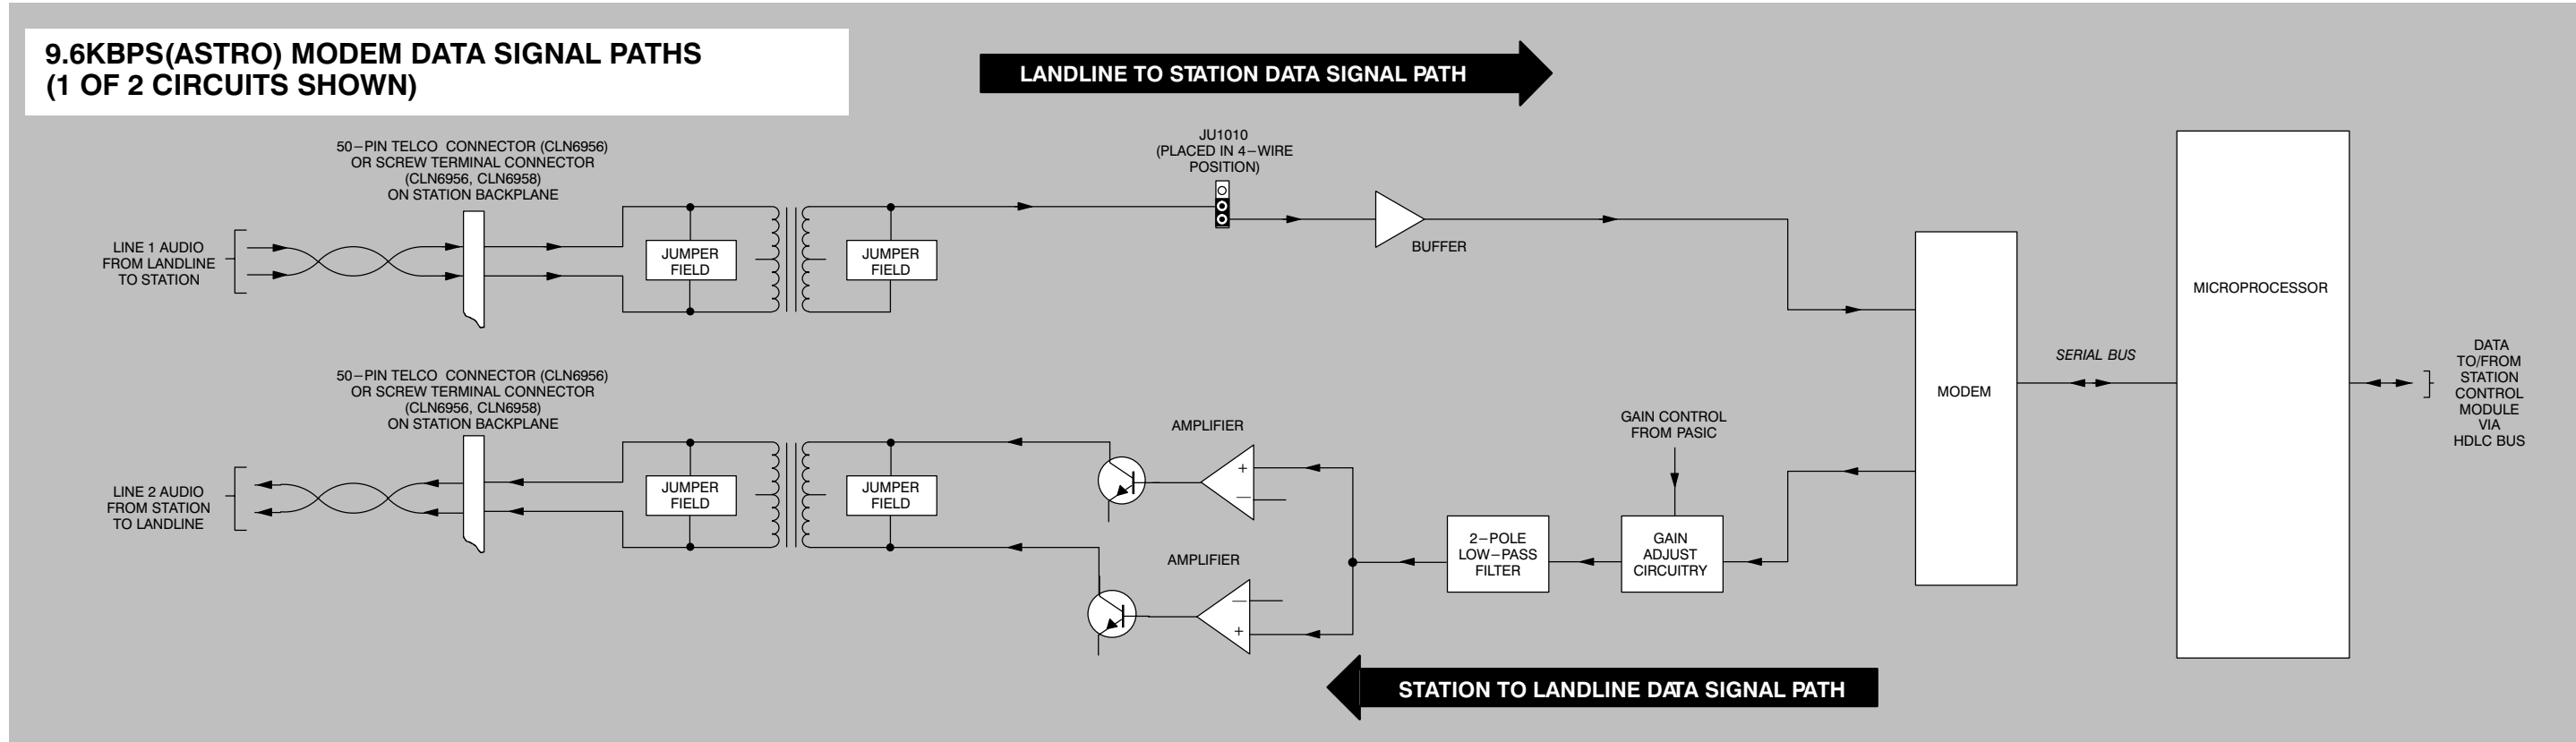 9.6KBPS(ASTRO) MODEM DATA SIGNAL PATHS
(1 OF 2 CIRCUITS SHOWN)
LANDLINE TO STATION DATA SIGNAL PATH
50–PIN TELCO CONNECTOR (CLN6956)
OR SCREW TERMINAL CONNECTOR
(CLN6956, CLN6958)
ON STATION BACKPLANE
JU1010
(PLACED IN 4–WIRE
POSITION)
LINE 1 AUDIO
FROM LANDLINE
TO STATION
JUMPER
FIELD
JUMPER
FIELD
BUFFER
MODEM
SERIAL BUS
MICROPROCESSOR
DATA
TO/FROM
STATION
CONTROL
MODULE
VIA
HDLC BUS
50–PIN TELCO CONNECTOR (CLN6956)
OR SCREW TERMINAL CONNECTOR
(CLN6956, CLN6958)
ON STATION BACKPLANE
LINE 2 AUDIO
FROM STATION
TO LANDLINE
JUMPER
FIELD
JUMPER
FIELD
AMPLIFIER
+
–
AMPLIFIER
–
+
2–POLE
LOW–PASS
FILTER
GAIN CONTROL
FROM PASIC
GAIN
ADJUST
CIRCUITRY
STATION TO LANDLINE DATA SIGNAL PATH